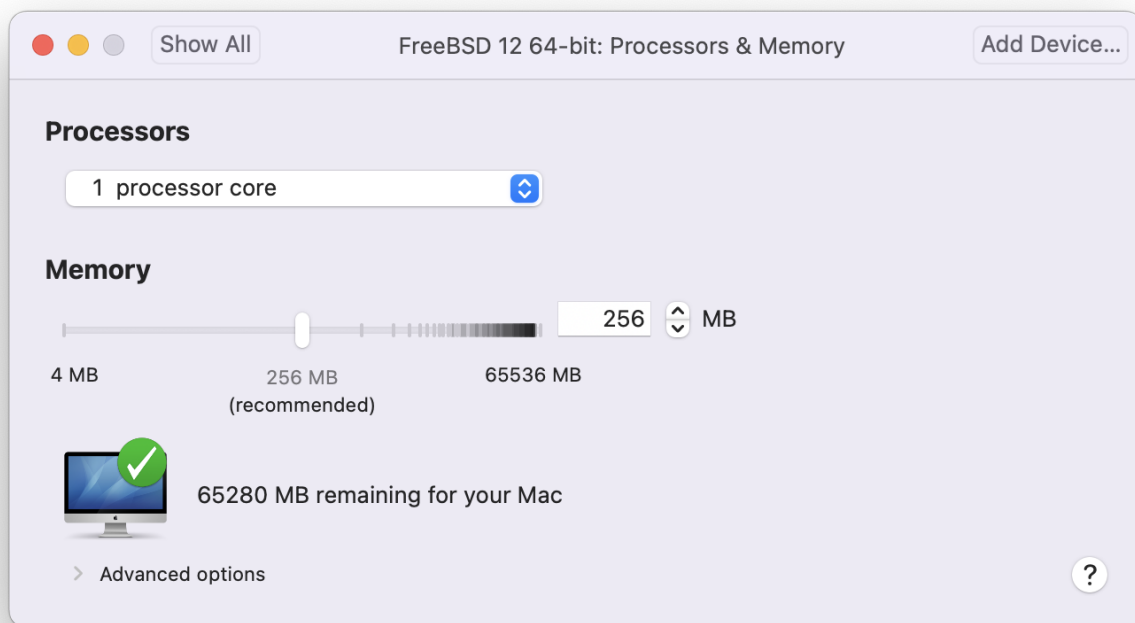 Show All
FreeBSD 12 64-bit: Processors & Memory
Add Device...
Processors
1 processor core
Memory
256 MB
4 MB
256 MB
65536 MB
(recommended)
65280 MB remaining for your Mac
Advanced options
?